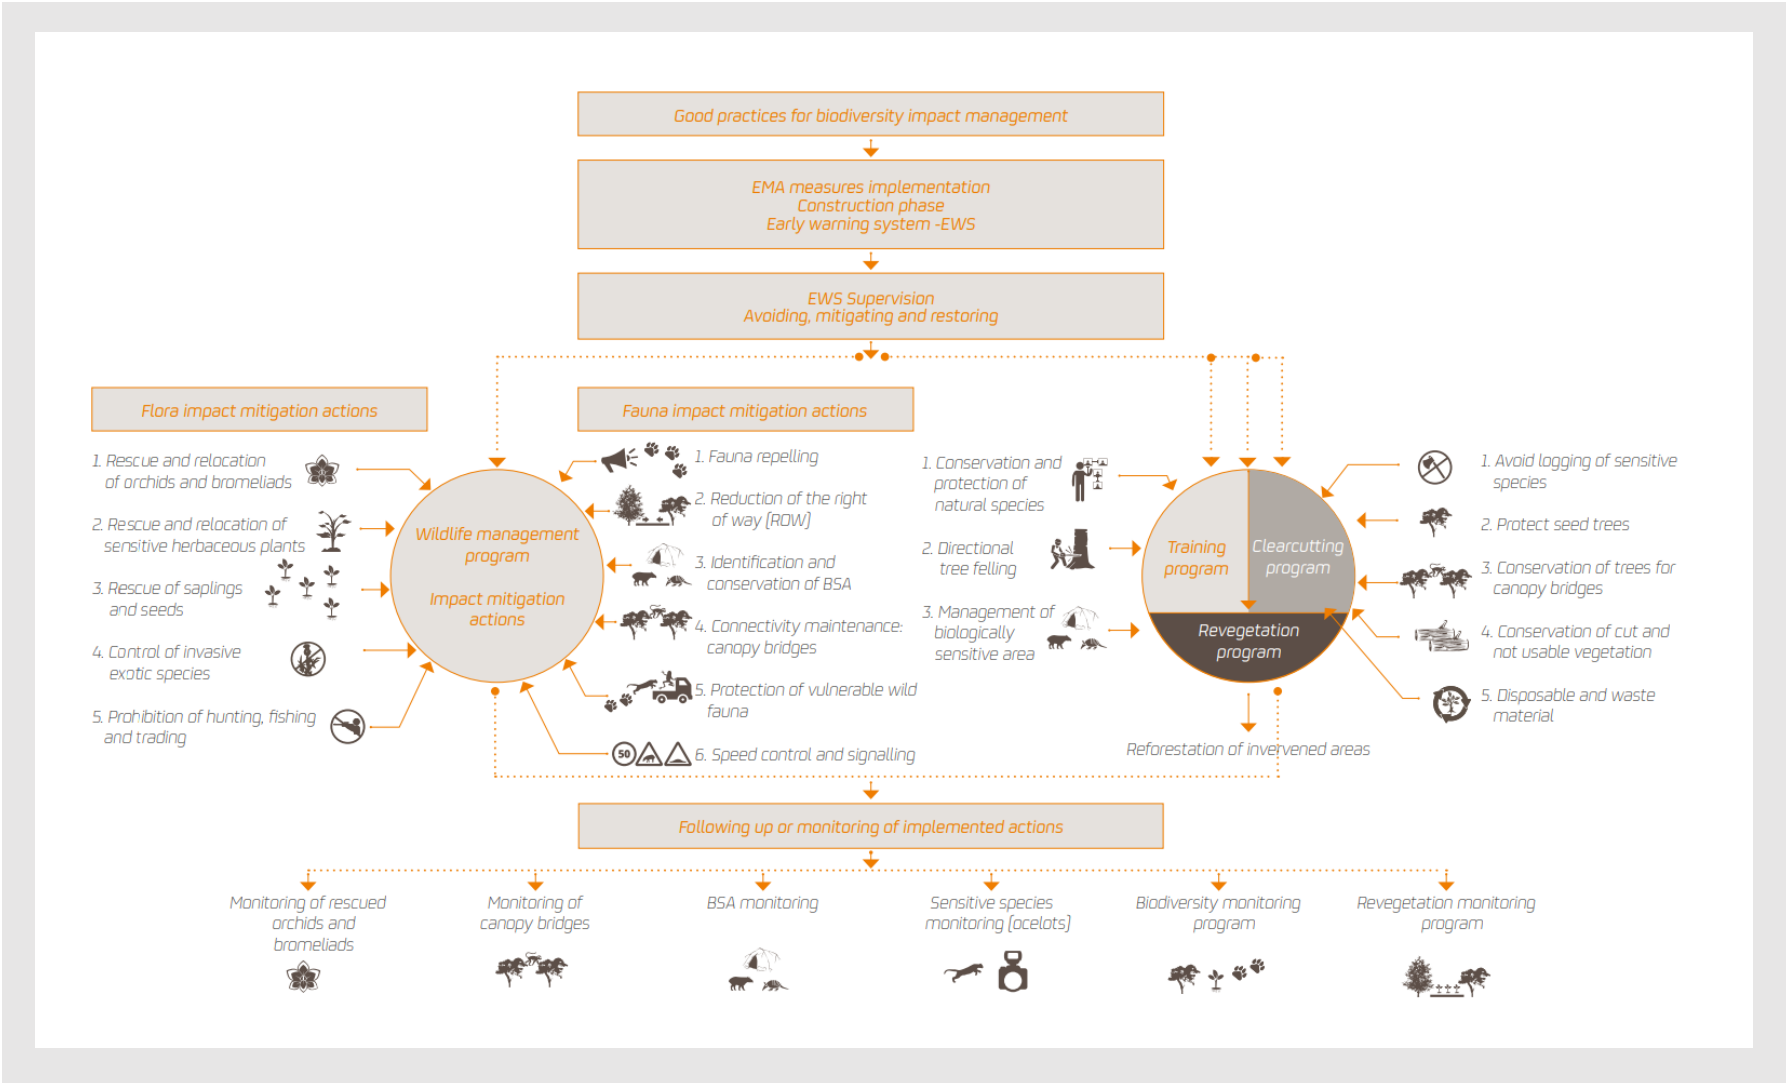 Good practices for biodiversity impact management
EMA measures implementation
Construction phase
Early warning system -EWS
EWS Supervision
Avoiding, mitigating and restoring
Flora impact mitigation actions
1. Rescue and relocation
of orchids and bromeliads
2. Rescue and relocation of
sensitive herbaceous plants
3. Rescue of saplings
and seeds
4. Control of invasive
exotic species
5. Prohibition of hunting, fishing
and trading
Wildlife management
program
Impact mitigation
actions
Fauna impact mitigation actions
1. Fauna repelling
2. Reduction of the right
of way (ROW)
3. Identification and
conservation of BSA
4. Connectivity maintenance:
canopy bridges
5. Protection of vulnerable wild
fauna
50
6. Speed control and signalling
1. Conservation and
protection of
natural species
2. Directional
tree felling
3. Management of
biologically
sensitive area
Training
program
Clearcutting
program
Revegetation
program
Reforestation of invervened areas
1. Avoid logging of sensitive
species
2. Protect seed trees
3. Conservation of trees for
canopy bridges
4. Conservation of cut and
not usable vegetation
5. Disposable and waste
material
Following up or monitoring of implemented actions
Monitoring of rescued
orchids and
bromeliads
Monitoring of
canopy bridges
BSA monitoring
Sensitive species
monitoring (ocelots)
Biodiversity monitoring
program
Revegetation monitoring
program